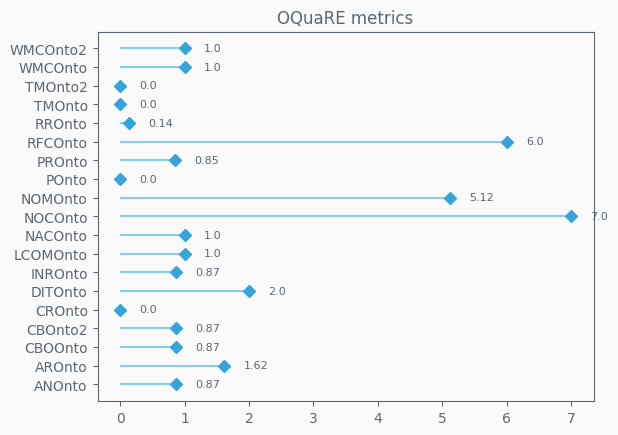 OQuaRE metrics
WMCOnto2 1.0
WMCOnto 1.0
TMOnto2 0.0
TMOnto 0.0
RROnto 0.14
RFCOnto 6.0
PROnto 0.85
POnto 0.0
NOMOnto 5.12
NOCOnto 7.0
NACOnto 1.0
LCOMOnto 1.0
INROnto 0.87
DITOnto 2.0
CROnto 0.0
CBOnto2 0.87
CBOOnto 0.87
AROnto 1.62
ANOnto 0.87
0 1 2 3 4 5 6 7